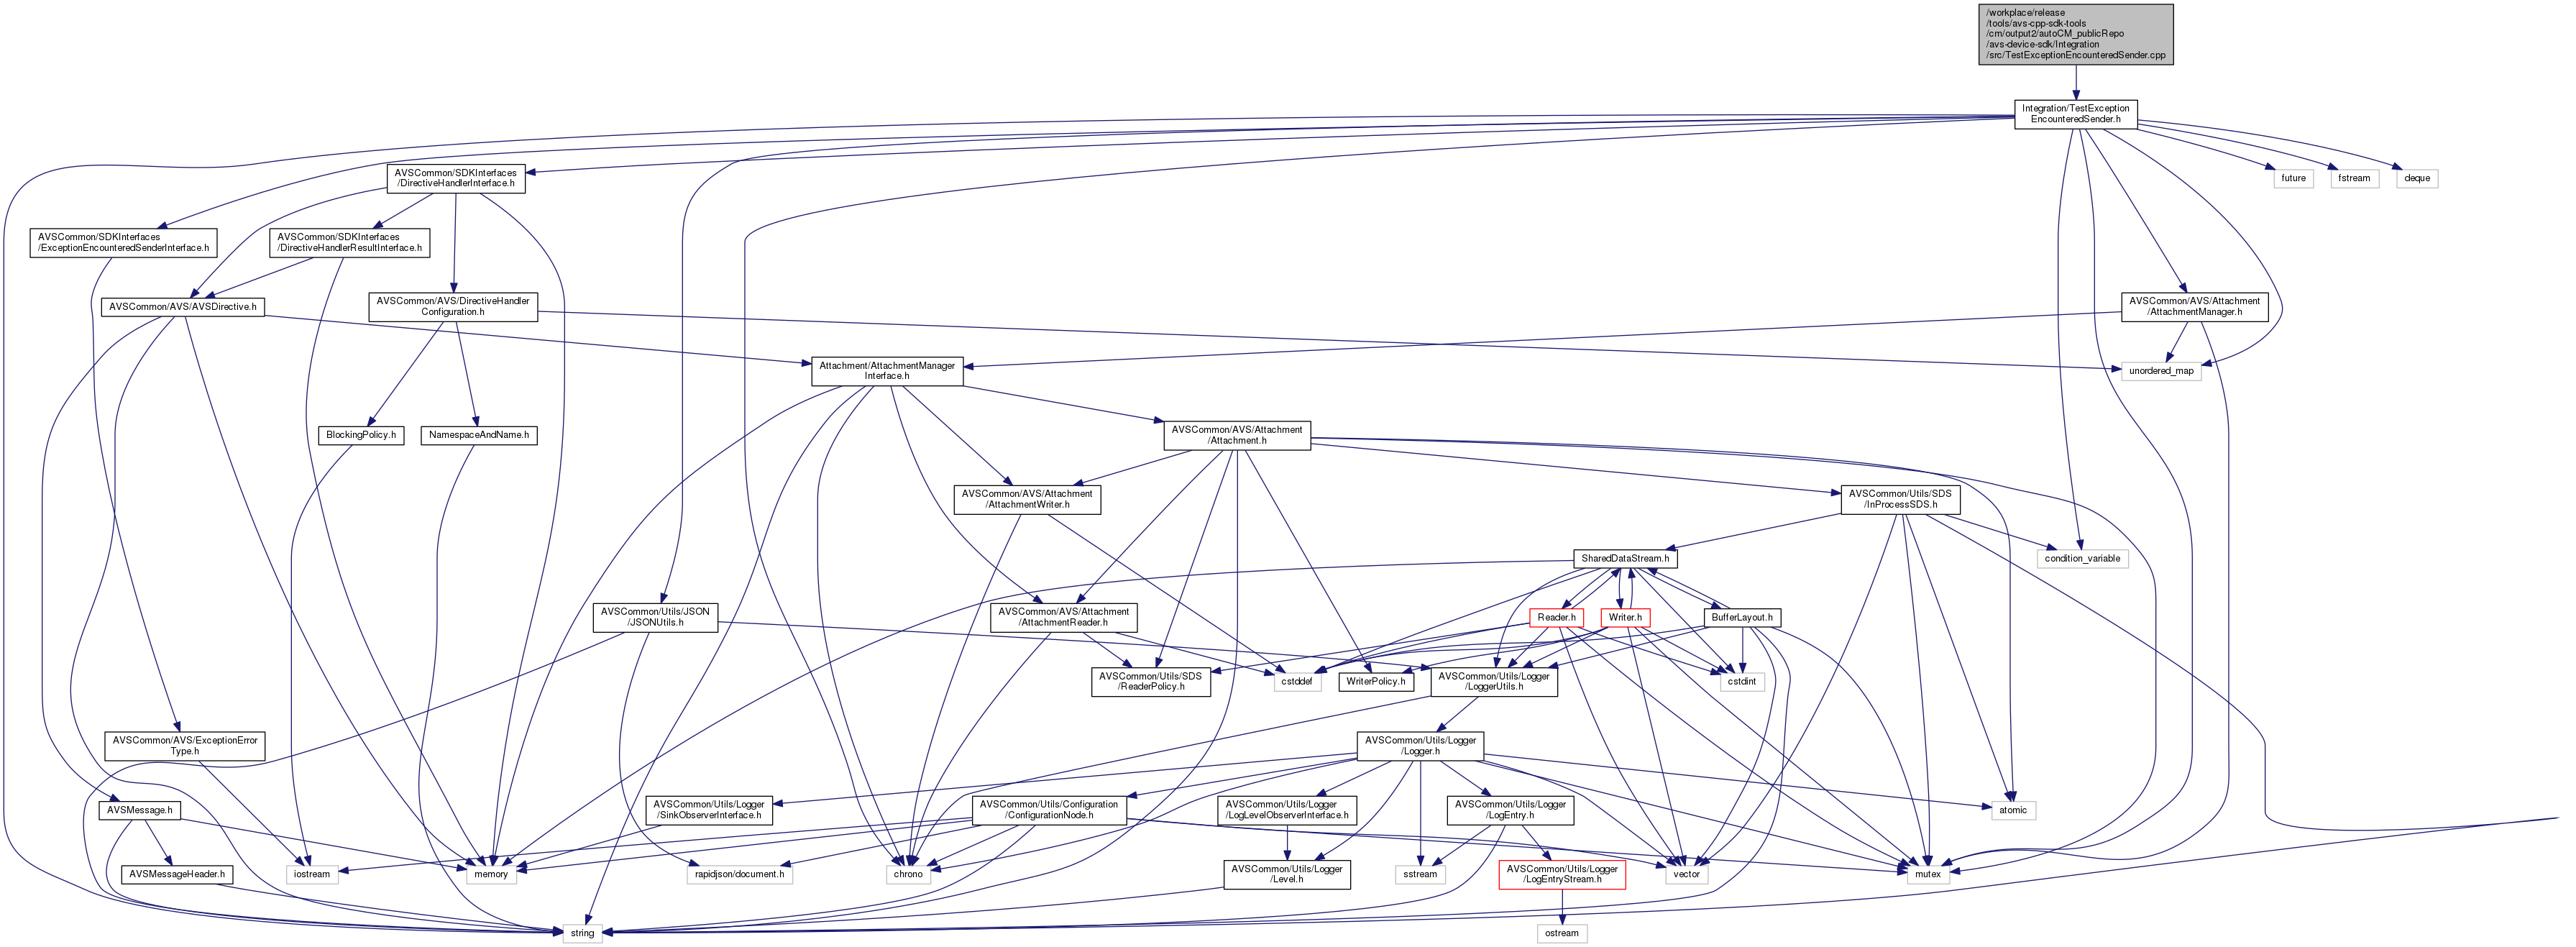 /workplace/release
/tools/avs-cpp-sdk-tools
/cm/output2/autoCM_publicRepo
/avs-device-sdk/Integration
/src/TestExceptionEncounteredSender.cpp
Integration/TestException
EncounteredSender.h
AVSCommon/SDKInterfaces
/DirectiveHandlerInterface.h
future
fstream
deque
AVSCommon/SDKInterfaces
/ExceptionEncounteredSenderInterface.h
AVSCommon/SDKInterfaces
/DirectiveHandlerResultInterface.h
AVSCommon/AVS/AVSDirective.h
AVSCommon/AVS/DirectiveHandler
Configuration.h
AVSCommon/AVS/Attachment
/AttachmentManager.h
Attachment/AttachmentManager
Interface.h
unordered_map
BlockingPolicy.h
NamespaceAndName.h
AVSCommon/AVS/Attachment
/Attachment.h
AVSCommon/AVS/Attachment
/AttachmentWriter.h
AVSCommon/Utils/SDS
/InProcessSDS.h
SharedDataStream.h
condition_variable
AVSCommon/Utils/JSON
/JSONUtils.h
AVSCommon/AVS/Attachment
/AttachmentReader.h
Reader.h
Writer.h
BufferLayout.h
AVSCommon/Utils/SDS
/ReaderPolicy.h
cstddef
WriterPolicy.h
AVSCommon/Utils/Logger
/LoggerUtils.h
cstdint
AVSCommon/AVS/ExceptionError
Type.h
AVSCommon/Utils/Logger
/Logger.h
AVSMessage.h
AVSCommon/Utils/Logger
/SinkObserverInterface.h
AVSCommon/Utils/Configuration
/ConfigurationNode.h
AVSCommon/Utils/Logger
/LogLevelObserverInterface.h
AVSCommon/Utils/Logger
/LogEntry.h
atomic
AVSMessageHeader.h
iostream
memory
rapidjson/document.h
chrono
AVSCommon/Utils/Logger
/Level.h
sstream
AVSCommon/Utils/Logger
/LogEntryStream.h
vector
mutex
string
ostream